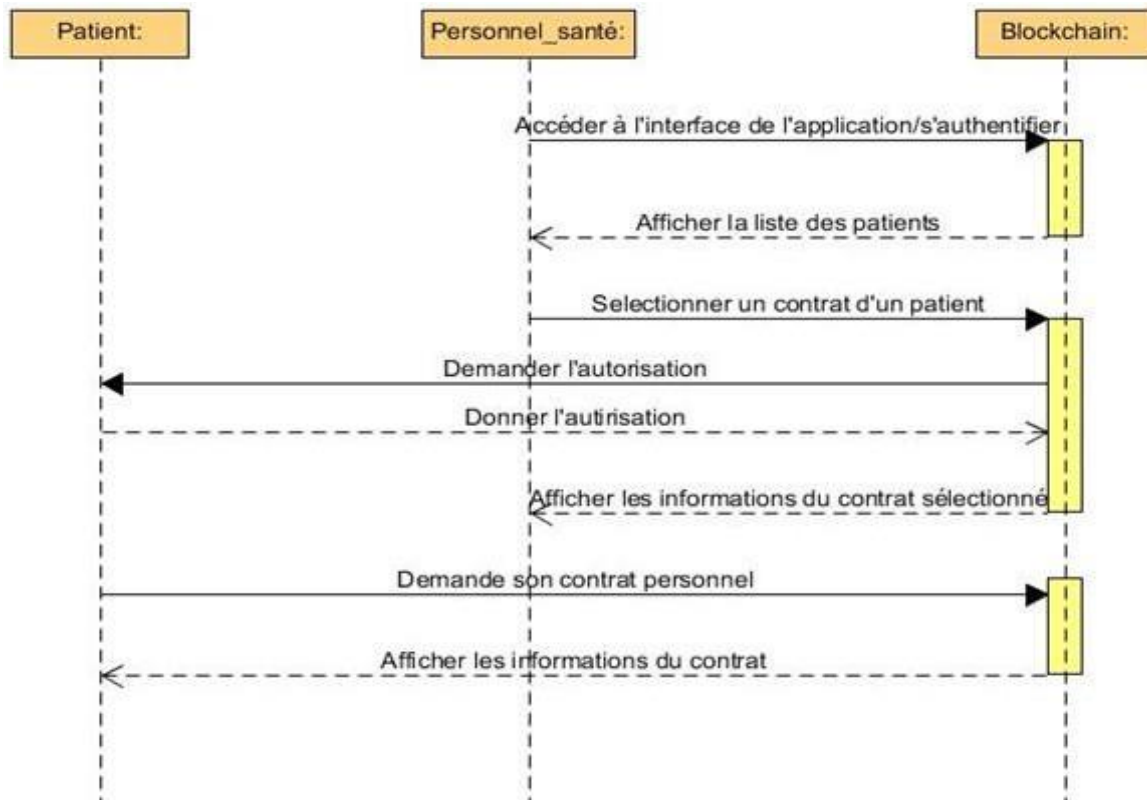 Patient:
Personnel_santé:
Blockchain:
Accéder à l'interface de l'application/s'authentifier
Afficher la liste des patients
Selectionner un contrat d'un patient
Demander l'autorisation
Donner l'autirisation
Afficher les informations du contrat sélectionné
Demande son contrat personnel
Afficher les informations du contrat